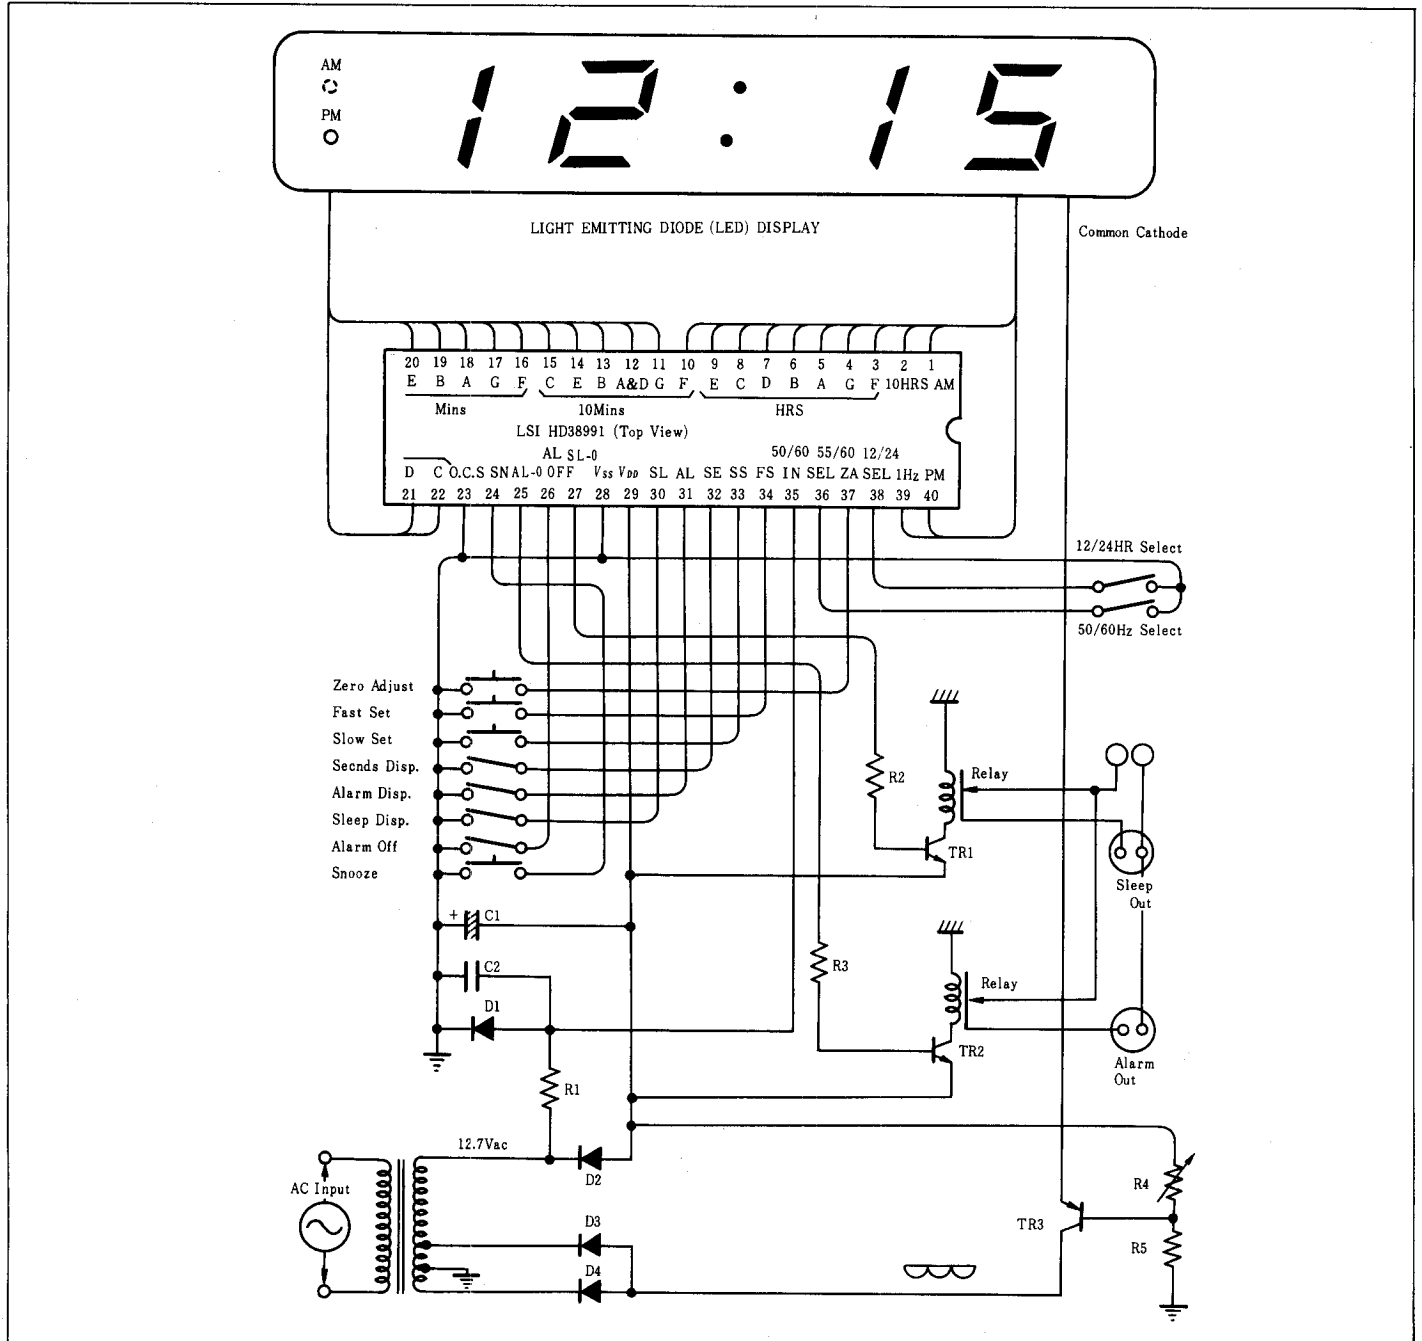 AM
PM
12:15
LIGHT EMITTING DIODE (LED) DISPLAY
Common Cathode
20 19 18 17 16 15 14 13 12 11 10 9 8 7 6 5 4 3 2 1
E B A G F C E B A&D G F E C D B A G F 10HRS AM
Mins 10Mins HRS
LSI HD38991 (Top View)
AL SL-0 50/60 55/60 12/24
D C O.C.S SN AL-0 OFF VSS VDD SL AL SE SS FS IN SEL ZA SEL 1Hz PM
21 22 23 24 25 26 27 28 29 30 31 32 33 34 35 36 37 38 39 40
12/24HR Select
50/60Hz Select
Zero Adjust
Fast Set
Slow Set
Secnds Disp.
Alarm Disp.
Sleep Disp.
Alarm Off
Snooze
R2
Relay
TR1
Sleep
Out
+ C1
C2
D1
R3
Relay
TR2
Alarm
Out
R1
12.7Vac
D2
AC Input
D3
D4
TR3
R4
R5